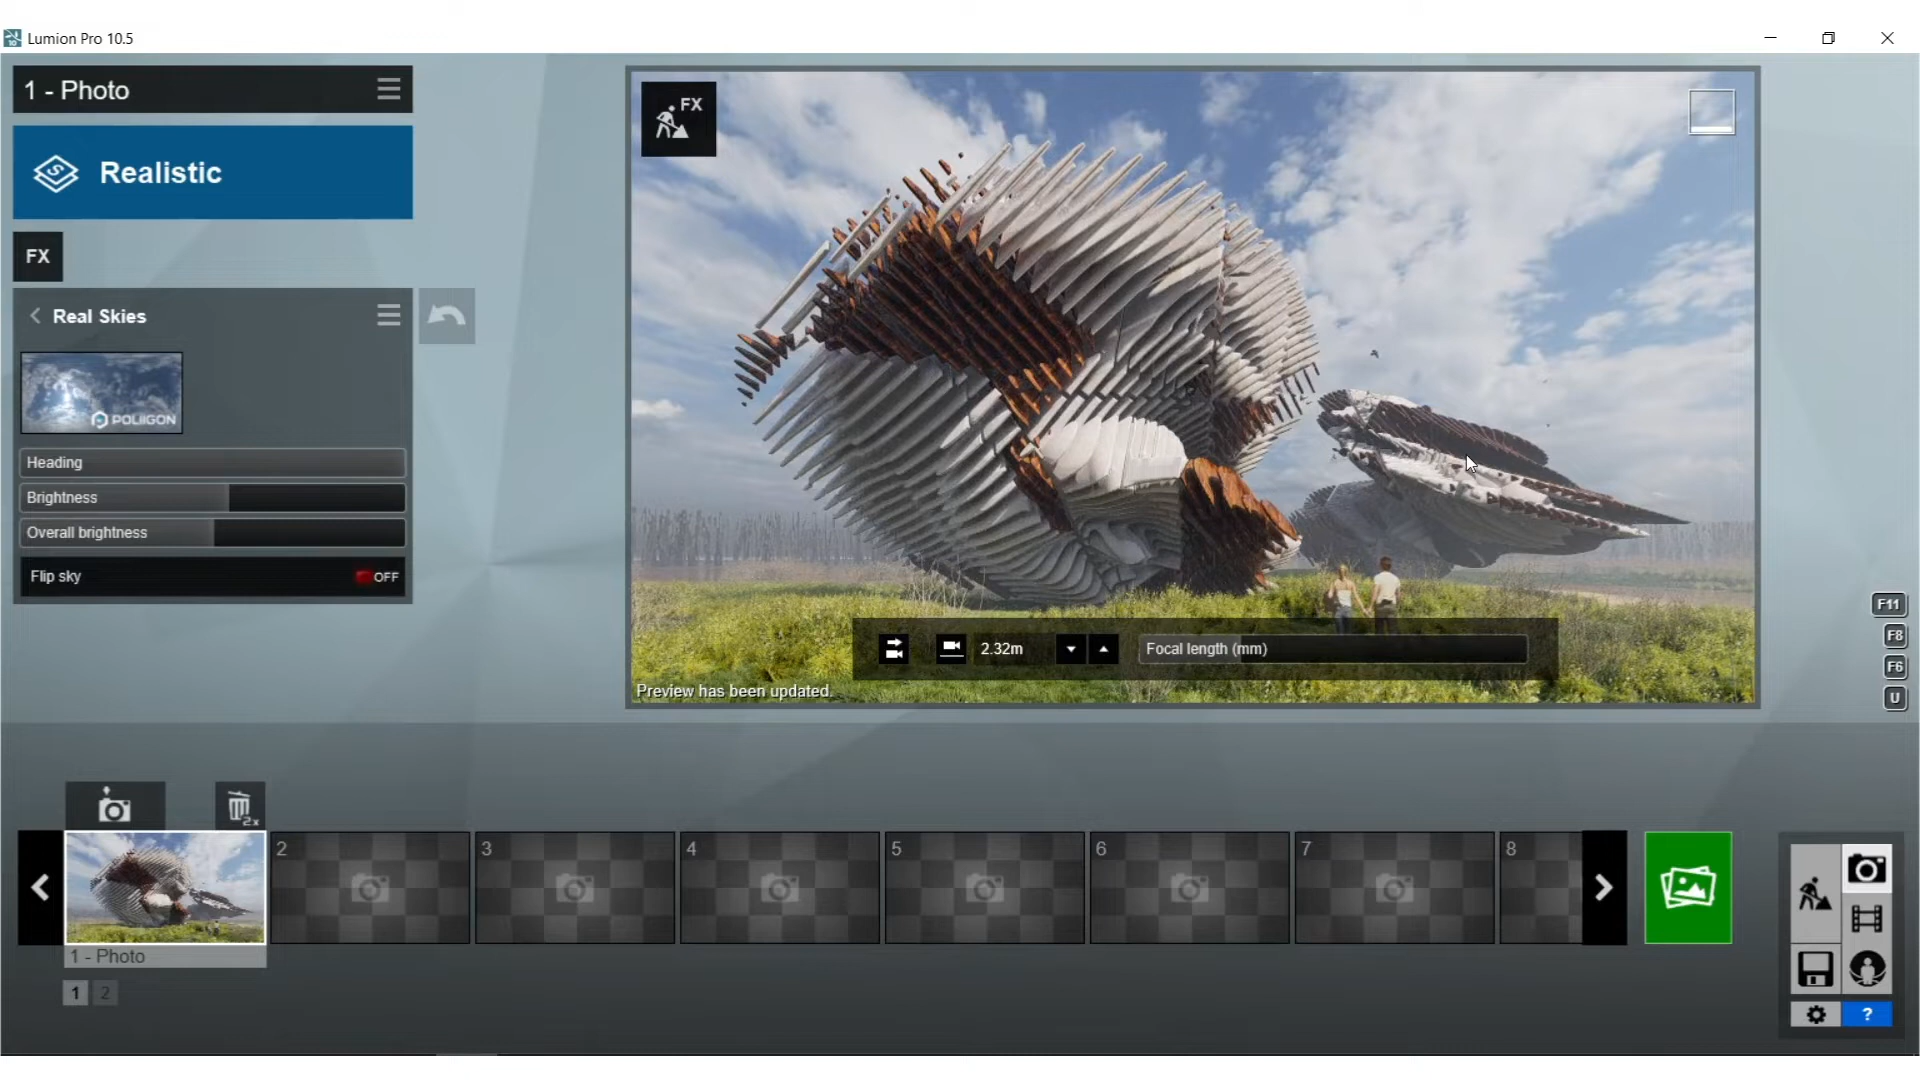 Lumion Pro 10.5
1 - Photo
Realistic
FX
Real Skies
POLIIGON
Heading
Brightness
Overall brightness
Flip sky
OFF
FX
2.32m
Focal length (mm)
Preview has been updated.
F11
F8
F6
U
2x
2
3
4
5
6
7
8
1 - Photo
1 2
?